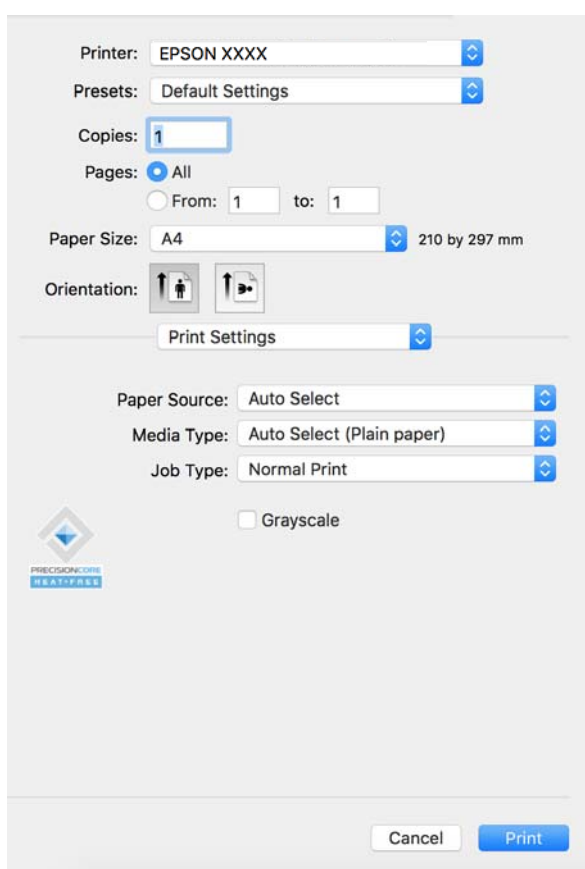 Printer: EPSON XXXX
Presets: Default Settings
Copies: 1
Pages: All
From: 1 to: 1
Paper Size: A4 210 by 297 mm
Orientation:
Print Settings
Paper Source: Auto Select
Media Type: Auto Select (Plain paper)
Job Type: Normal Print
Grayscale
PRECISIONCORE
HEAT-FREE
Cancel Print